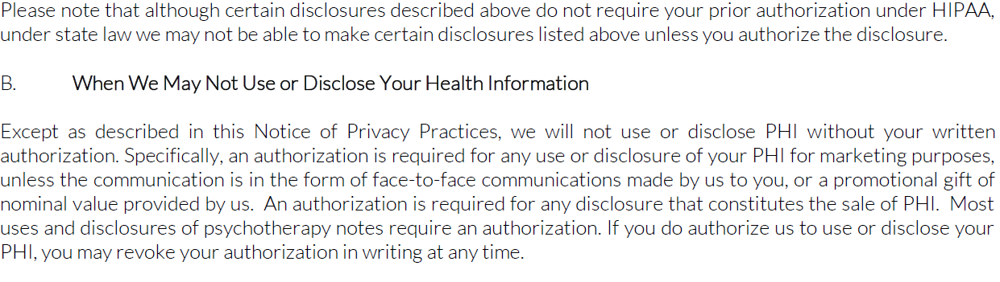 Please note that although certain disclosures described above do not require your prior authorization under HIPAA,
under state law we may not be able to make certain disclosures listed above unless you authorize the disclosure.
B. When We May Not Use or Disclose Your Health Information
Except as described in this Notice of Privacy Practices, we will not use or disclose PHI without your written
authorization. Specifically, an authorization is required for any use or disclosure of your PHI for marketing purposes,
unless the communication is in the form of face-to-face communications made by us to you, or a promotional gift of
nominal value provided by us.  An authorization is required for any disclosure that constitutes the sale of PHI.  Most
uses and disclosures of psychotherapy notes require an authorization. If you do authorize us to use or disclose your
PHI, you may revoke your authorization in writing at any time.